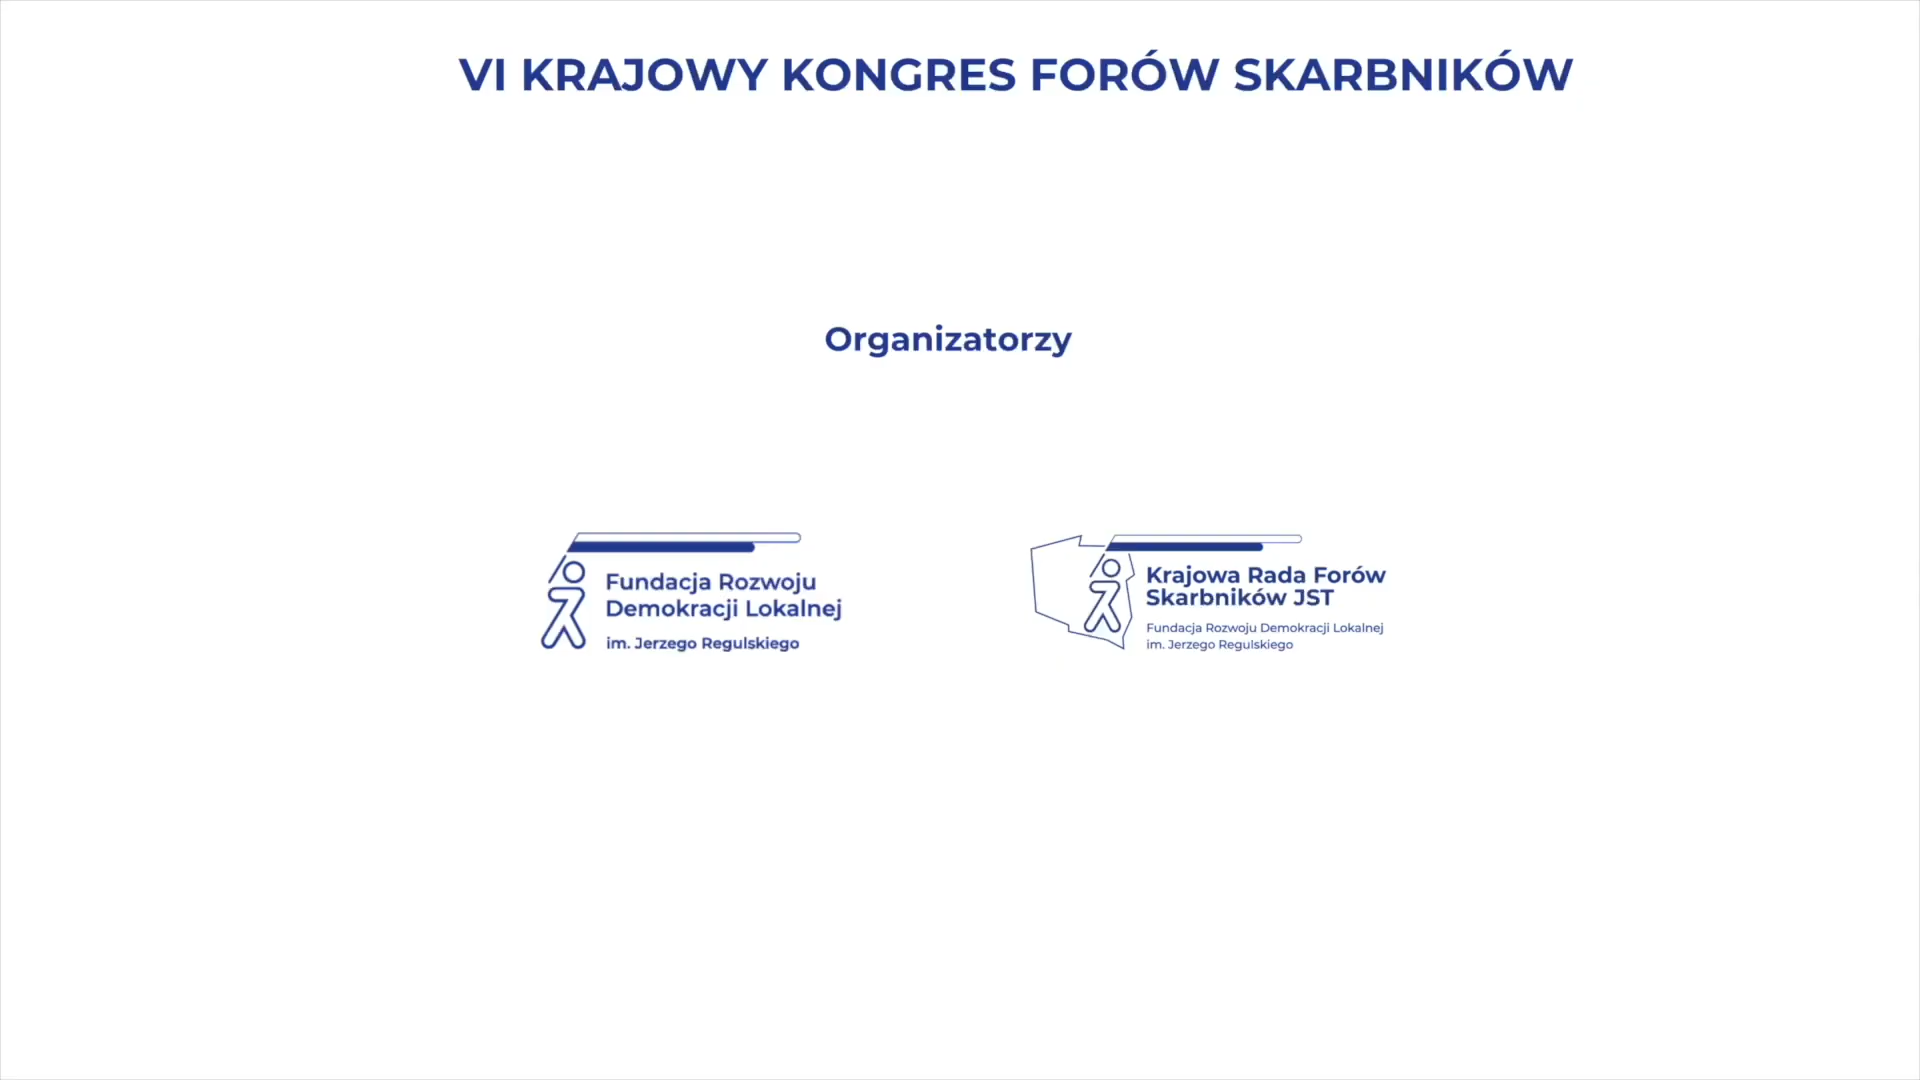 VI KRAJOWY KONGRES FORÓW SKARBNIKÓW
Organizatorzy
Fundacja Rozwoju
Demokracji Lokalnej
im. Jerzego Regulskiego
Krajowa Rada Forów
Skarbników JST
Fundacja Rozwoju Demokracji Lokalnej
im. Jerzego Regulskiego